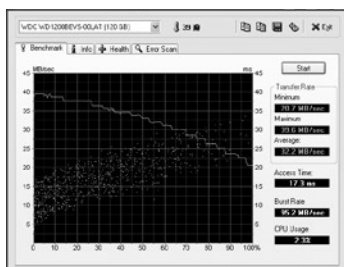 WDC WD1200BEVS-00LAT (120 GB)
39
Exit
Benchmark Info Health Error Scan
MB/sec ms
Start
45 45
40 40
35 35
30 30
25 25
20 20
15 15
10 10
5 5
0 10 20 30 40 50 60 70 80 90 100%
Transfer Rate
Minimum
20.7 MB/sec
Maximum
39.6 MB/sec
Average:
32.2 MB/sec
Access Time:
17.3 ms
Burst Rate
95.2 MB/sec
CPU Usage
2.3%